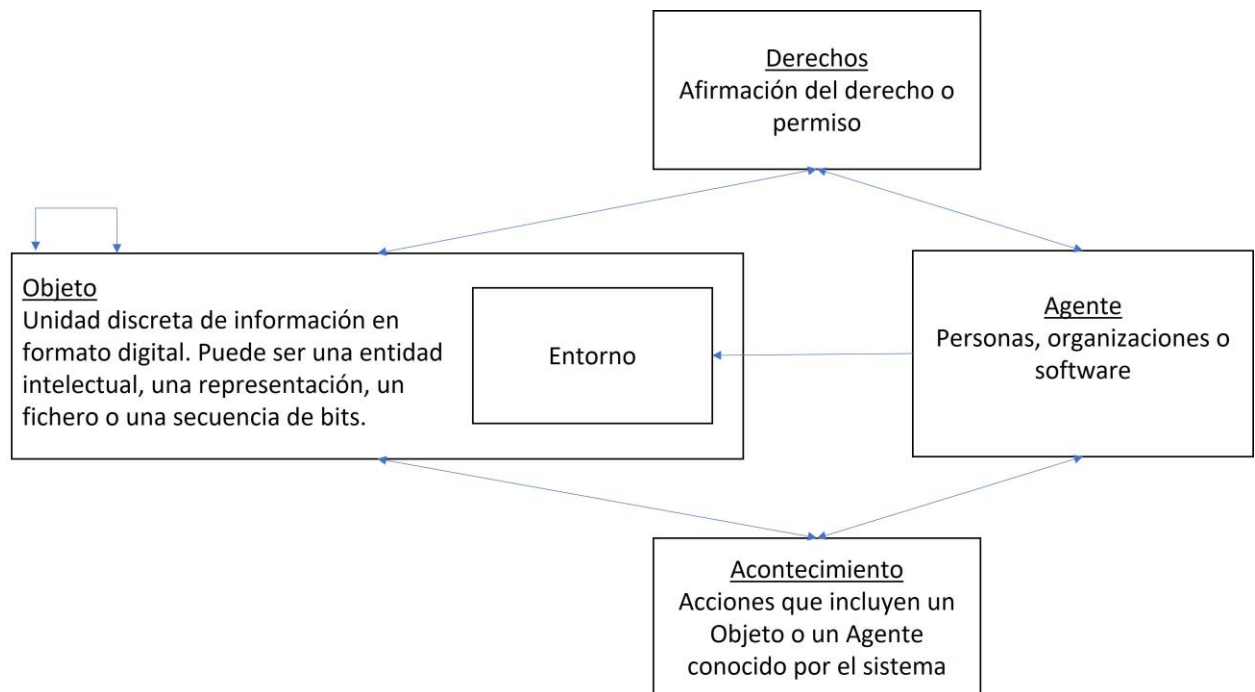 Derechos
Afirmación del derecho o
permiso
Objeto
Unidad discreta de información en
formato digital. Puede ser una entidad
intelectual, una representación, un
fichero o una secuencia de bits.
Entorno
Agente
Personas, organizaciones o
software
Acontecimiento
Acciones que incluyen un
Objeto o un Agente
conocido por el sistema